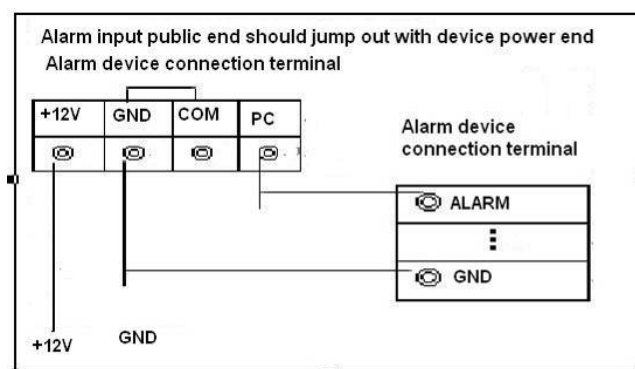 Alarm input public end should jump out with device power end
Alarm device connection terminal
+12V GND COM PC
Alarm device
connection terminal
ALARM
GND
+12V GND